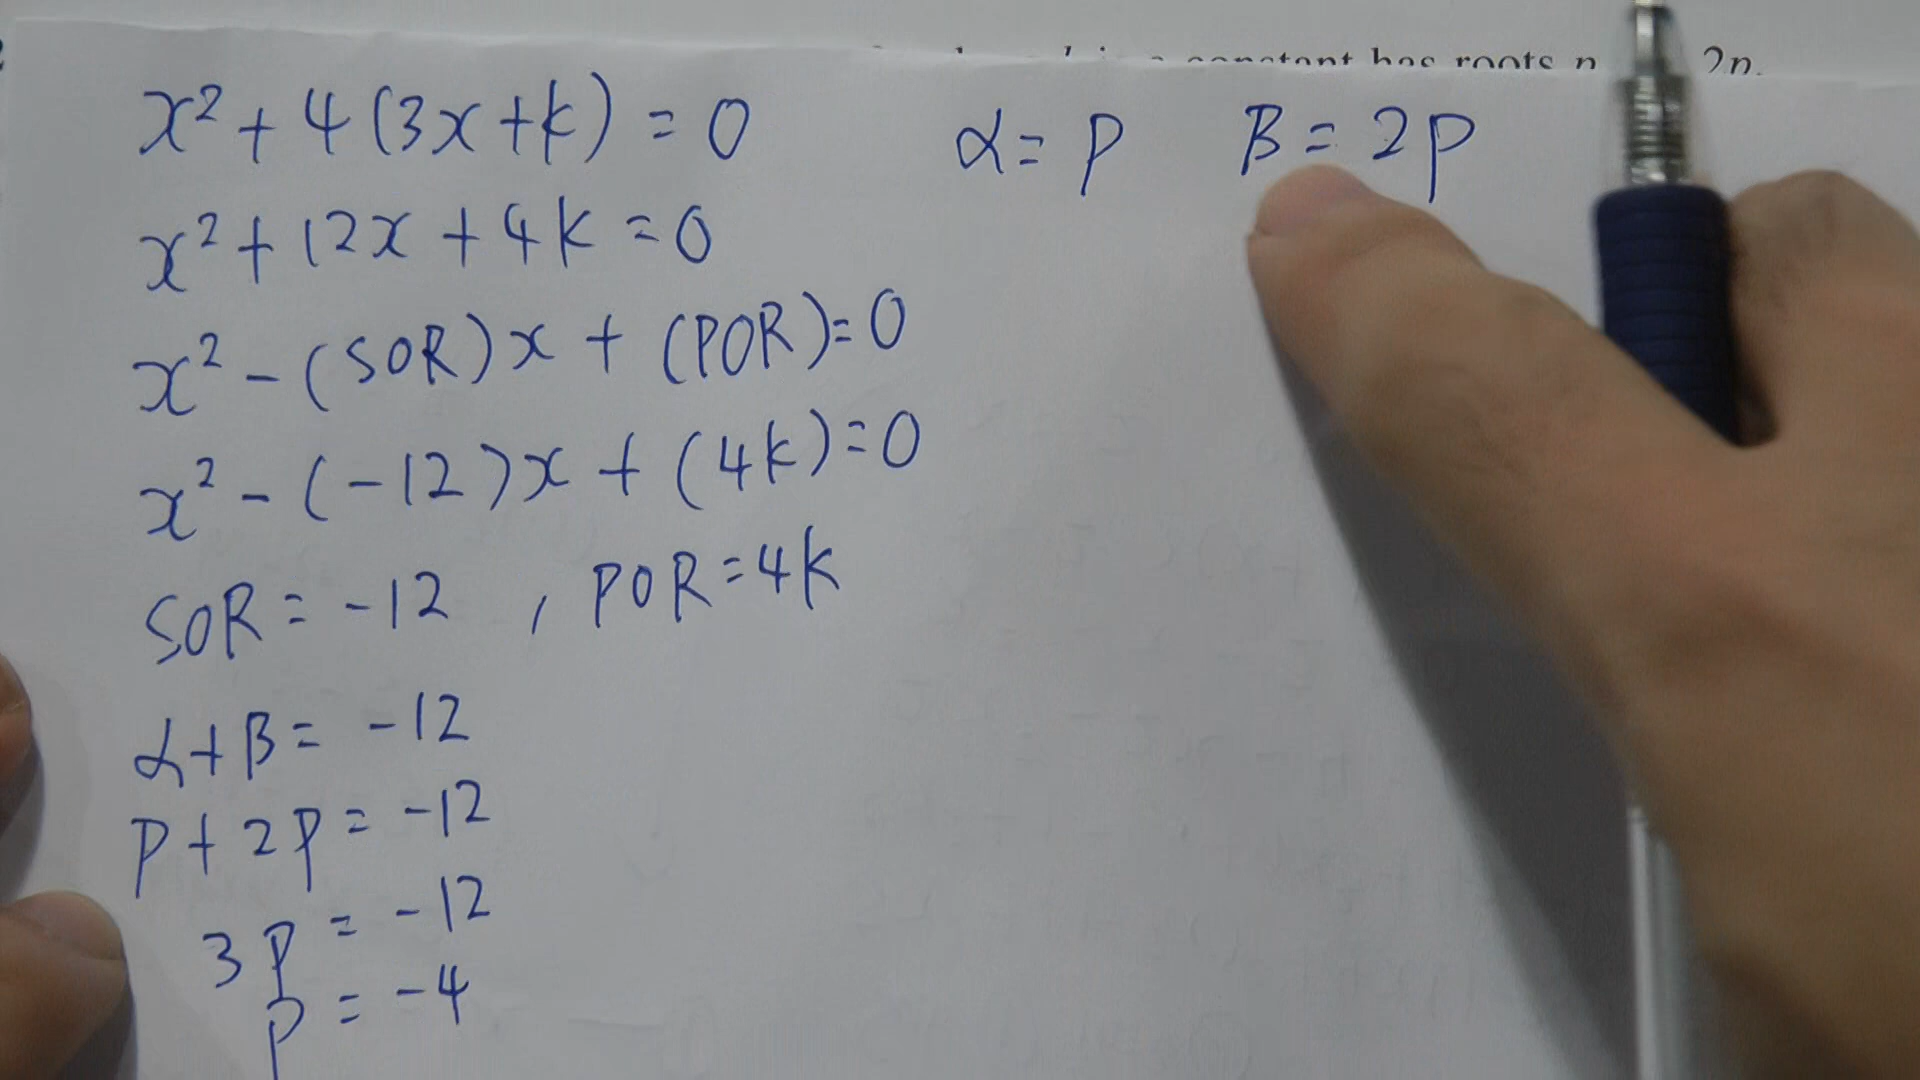 constant has roots 2p.
x² + 4(3x+k) = 0 α = p β = 2p
x² + 12x + 4k = 0
x² - (SOR)x + (POR) = 0
x² - (-12)x + (4k) = 0
SOR = -12 , POR = 4k
α + β = -12
p + 2p = -12
3p = -12
p = -4